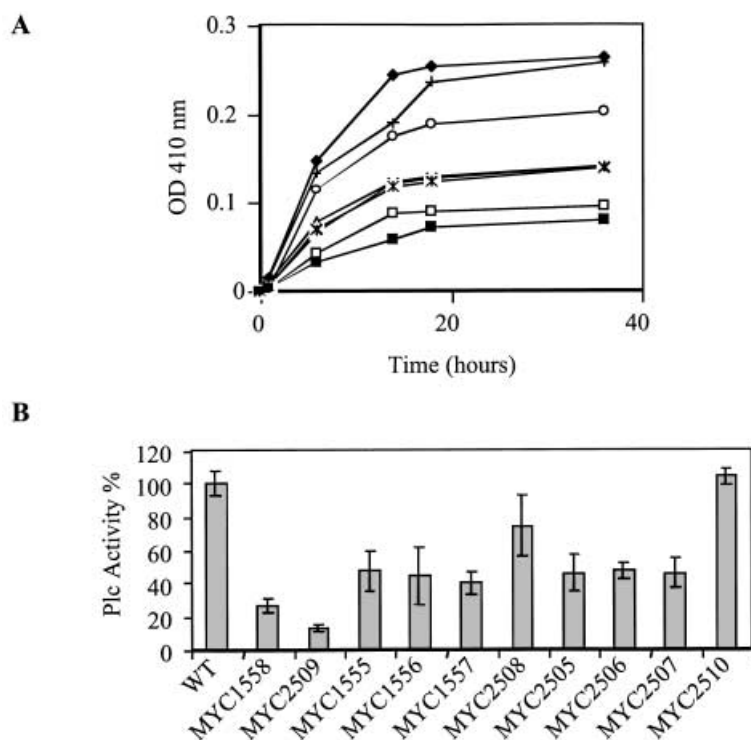 A
0.3
0.2
0.1
0
OD 410 nm
0
20
40
Time (hours)
B
120
100
80
60
40
20
0
Plc Activity %
WT
MYC1558
MYC2509
MYC1555
MYC1556
MYC1557
MYC2508
MYC2505
MYC2506
MYC2507
MYC2510